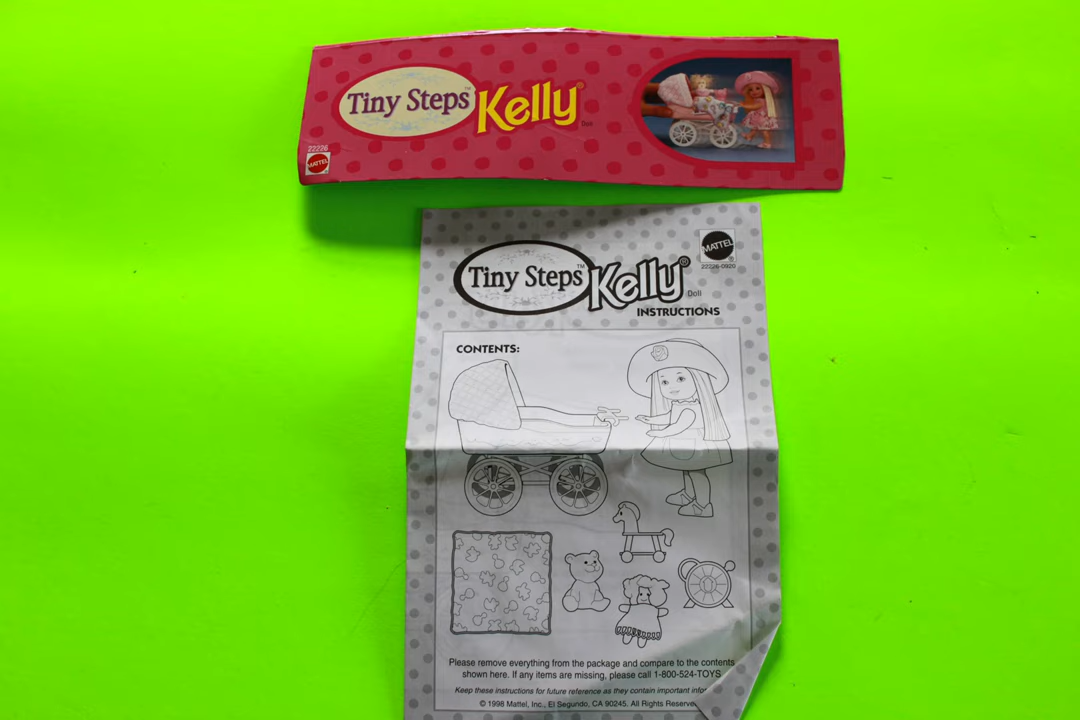 Tiny Steps™ Kelly® Doll
22226
MATTEL
Tiny Steps™ Kelly® Doll
MATTEL ®
22226-0920
INSTRUCTIONS
CONTENTS:
Please remove everything from the package and compare to the contents
shown here. If any items are missing, please call 1-800-524-TOYS
Keep these instructions for future reference as they contain important
© 1998 Mattel, Inc., El Segundo, CA 90245. All Rights